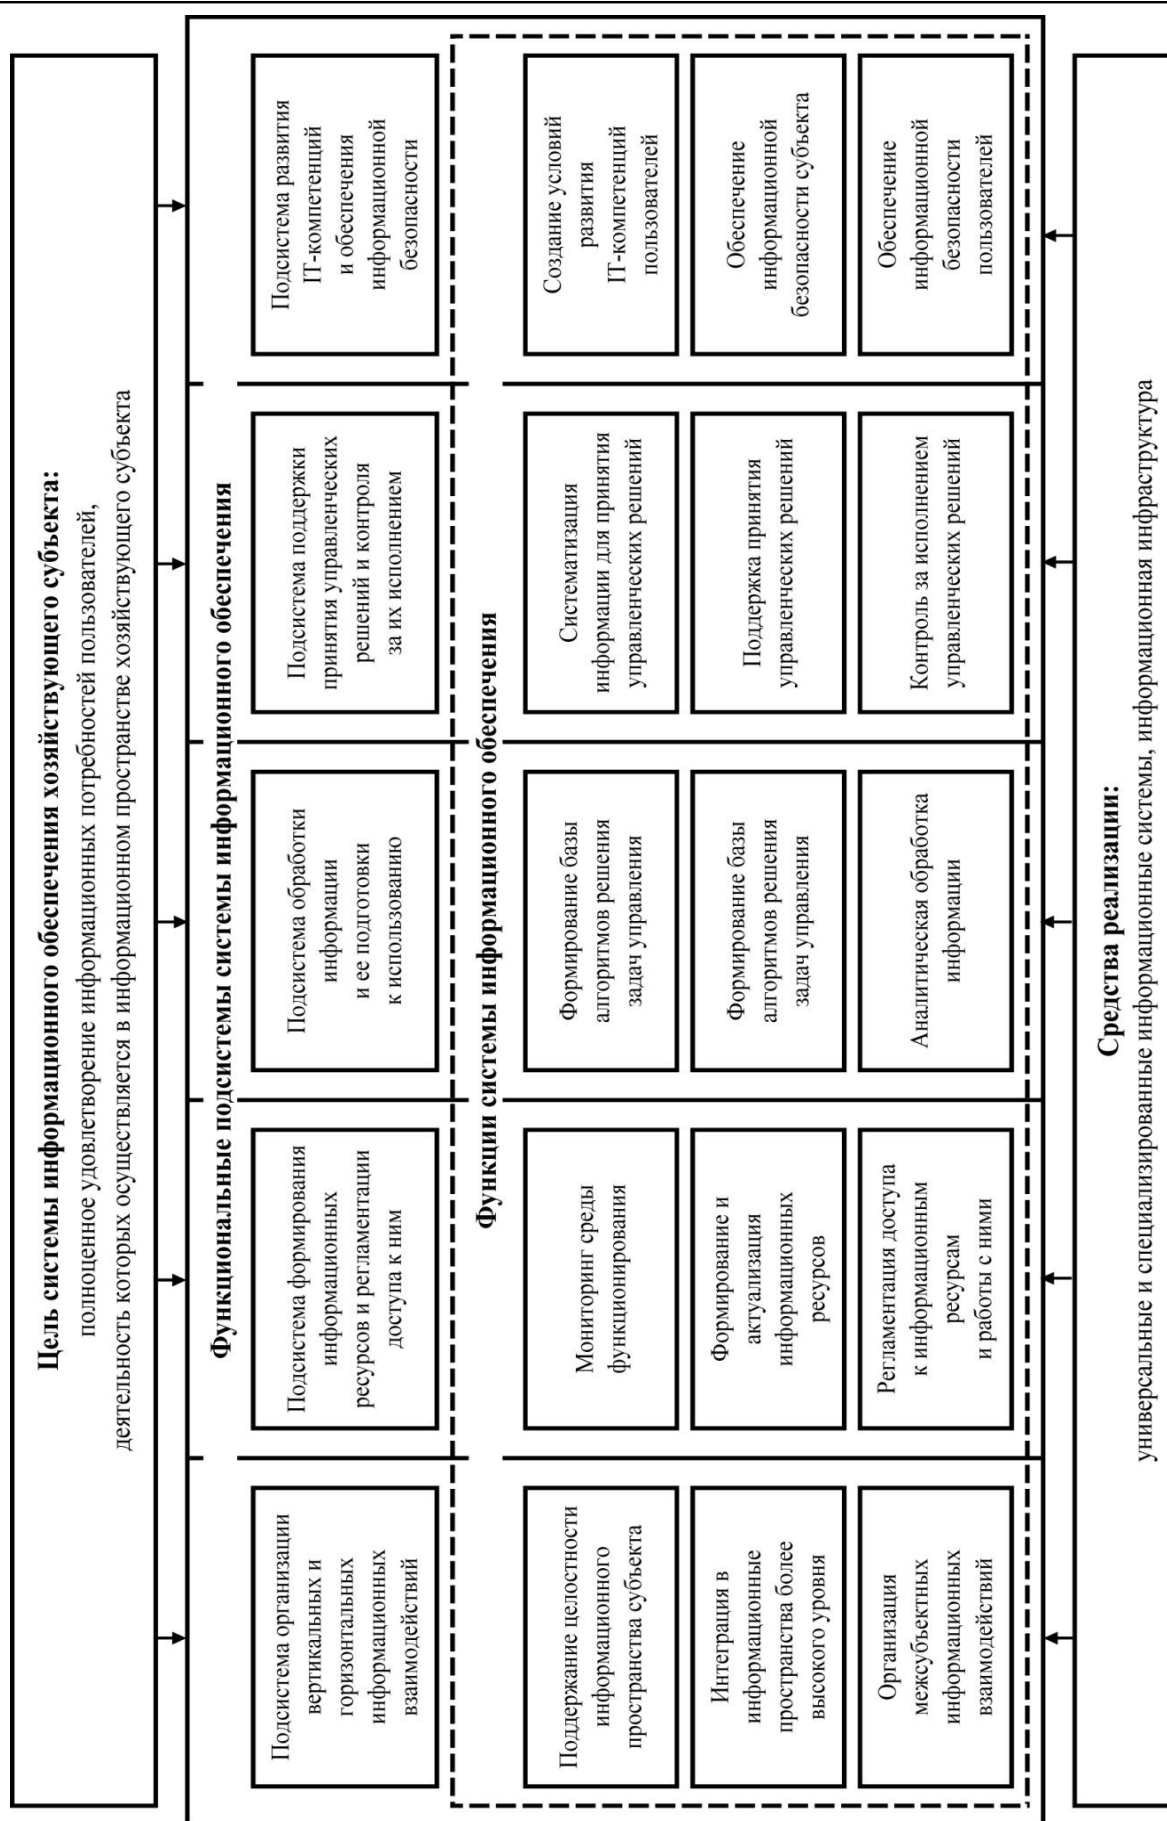 Цель системы информационного обеспечения хозяйствующего субъекта:
полноценное удовлетворение информационных потребностей пользователей,
деятельность которых осуществляется в информационном пространстве хозяйствующего субъекта
Функциональные подсистемы системы информационного обеспечения
Подсистема организации
вертикальных и
горизонтальных
информационных
взаимодействий
Подсистема формирования
информационных
ресурсов и регламентации
доступа к ним
Подсистема обработки
информации
и ее подготовки
к использованию
Подсистема поддержки
принятия управленческих
решений и контроля
за их исполнением
Подсистема развития
IT-компетенций
и обеспечения
информационной
безопасности
Функции системы информационного обеспечения
Поддержание целостности
информационного
пространства субъекта
Мониторинг среды
функционирования
Формирование базы
алгоритмов решения
задач управления
Систематизация
информации для принятия
управленческих решений
Создание условий
развития
IT-компетенций
пользователей
Интеграция в
информационные
пространства более
высокого уровня
Формирование и
актуализация
информационных
ресурсов
Формирование базы
алгоритмов решения
задач управления
Поддержка принятия
управленческих решений
Обеспечение
информационной
безопасности субъекта
Организация
межсубъектных
информационных
взаимодействий
Регламентация доступа
к информационным
ресурсам
и работы с ними
Аналитическая обработка
информации
Контроль за исполнением
управленческих решений
Обеспечение
информационной
безопасности
пользователей
Средства реализации:
универсальные и специализированные информационные системы, информационная инфраструктура